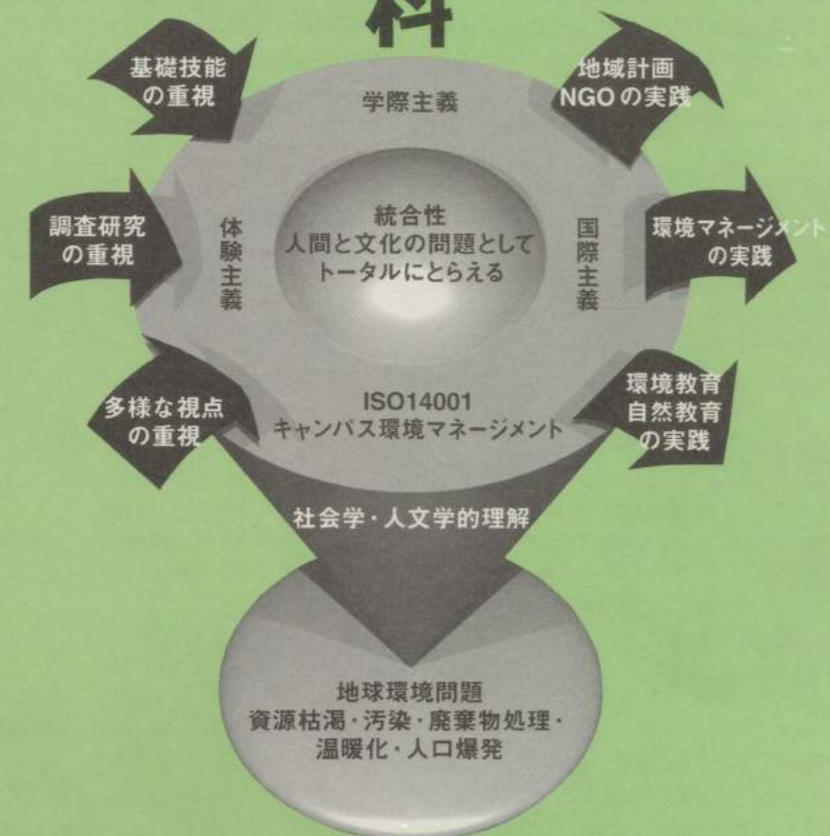 科
基礎技能
の重視
学際主義
地域計画
NGOの実践
調査研究
の重視
体験主義
統合性
人間と文化の問題として
トータルにとらえる
国際主義
環境マネージメント
の実践
多様な視点
の重視
ISO14001
キャンパス環境マネージメント
環境教育
自然教育
の実践
社会学・人文学的理解
地球環境問題
資源枯渇・汚染・廃棄物処理・
温暖化・人口爆発